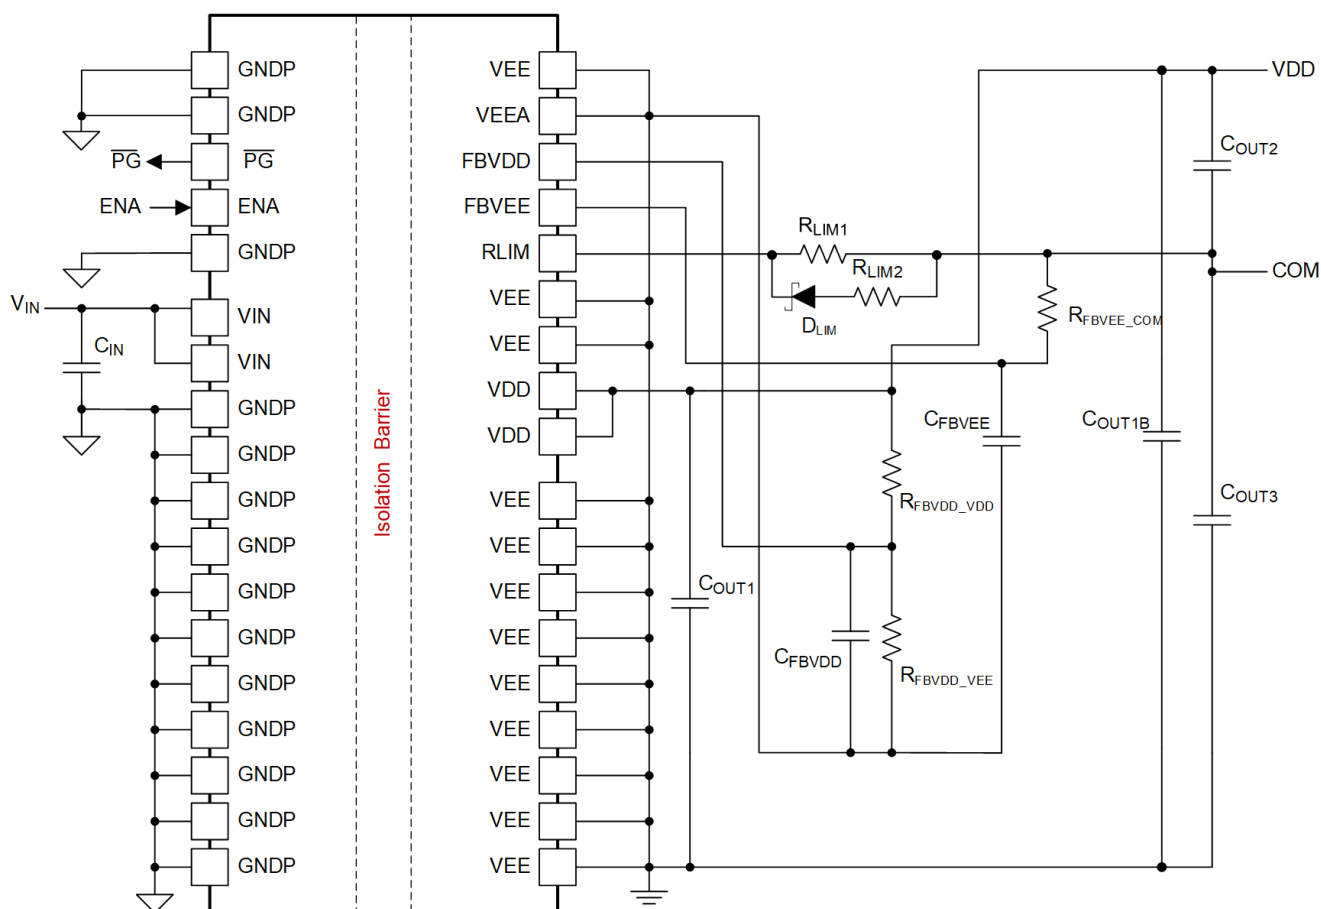 GNDP VEE VDD
GNDP VEEA
PG PG FBVDD COUT2
ENA ENA FBVEE
RLIM1
GNDP RLIM RLIM2 COM
VIN VIN VEE DLIM RFBVEE_COM
CIN VEE
VIN VDD
GNDP VDD CFBVEE COUT1B
GNDP
Isolation Barrier
GNDP VEE RFBVDD_VDD COUT3
GNDP VEE
GNDP VEE COUT1
GNDP VEE CFBVDD
GNDP VEE RFBVDD_VEE
GNDP VEE
GNDP VEE
GNDP VEE
GNDP VEE